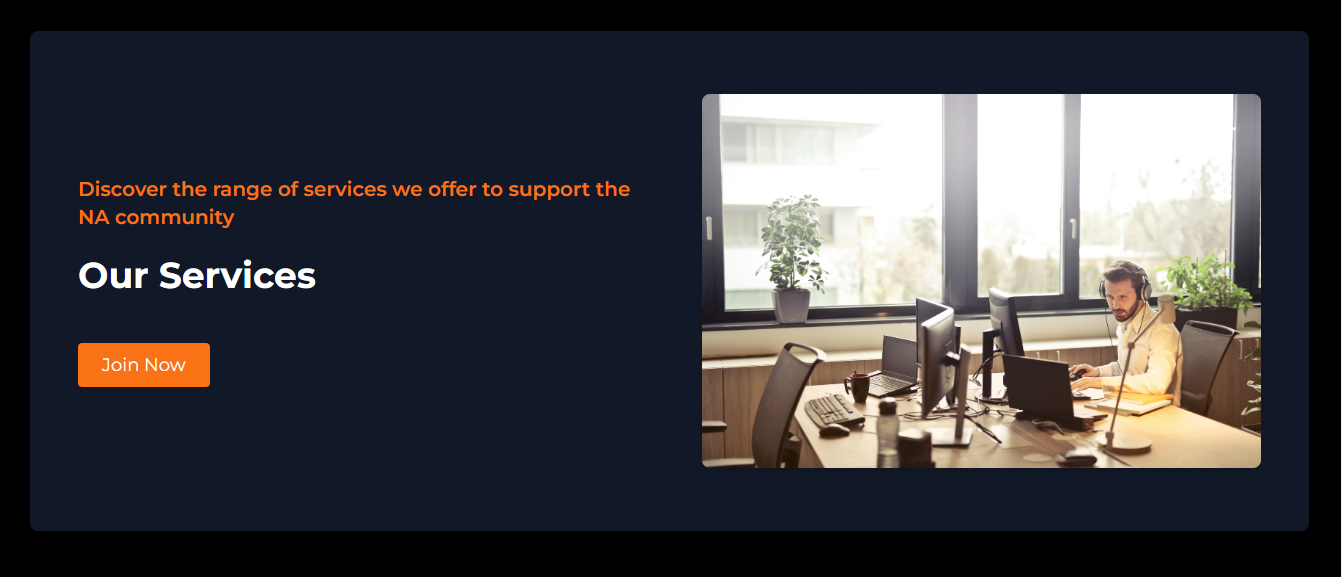 Discover the range of services we offer to support the
NA community
Our Services
Join Now